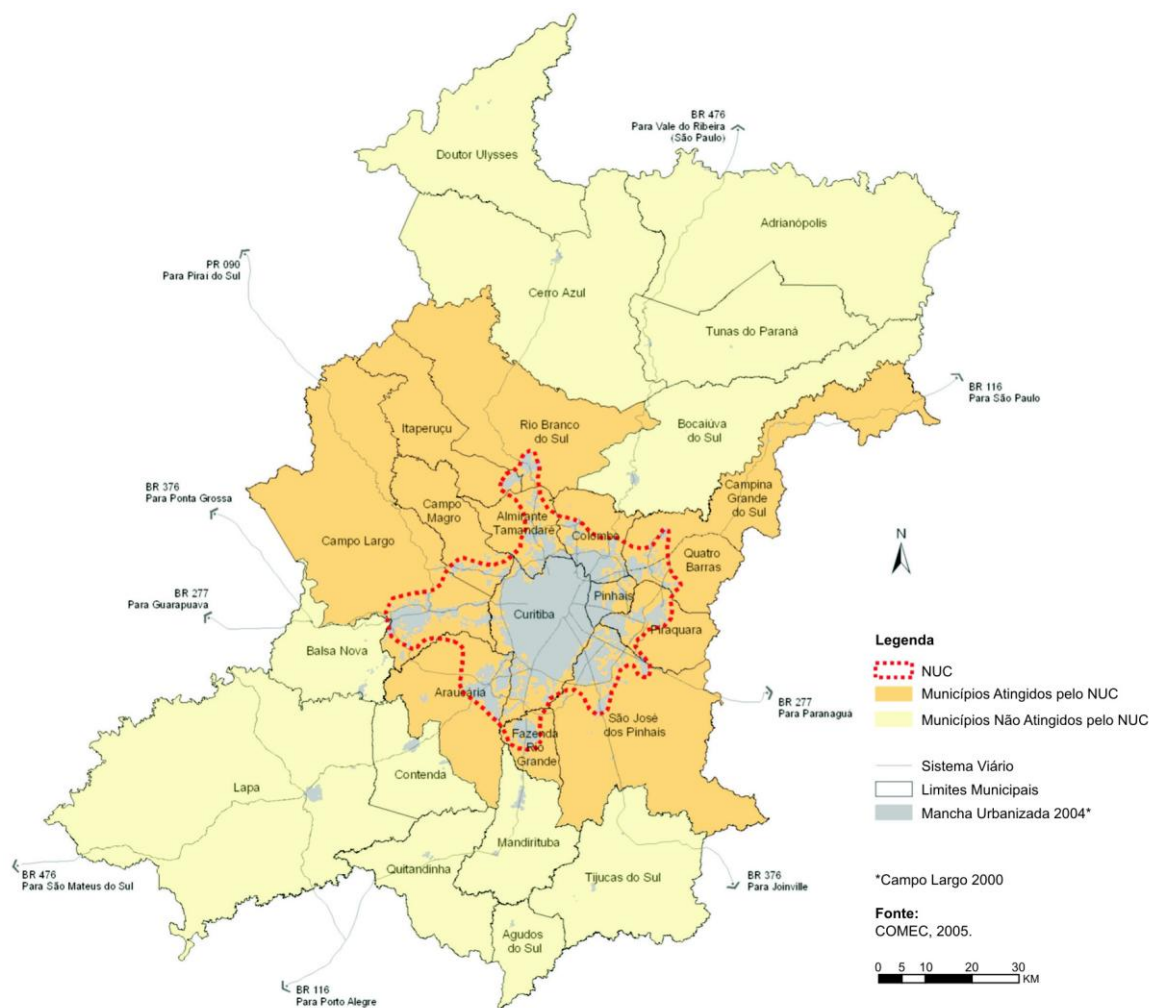 BR 476
Para Vale do Ribeira
(São Paulo)
Doutor Ulysses
Adrianópolis
PR 090
Para Piraí do Sul
Cerro Azul
Tunas do Paraná
BR 116
Para São Paulo
Itaperuçu
Rio Branco
do Sul
Bocaiúva
do Sul
BR 376
Para Ponta Grossa
Campina
Grande
do Sul
Campo
Magro
Almirante
Tamandaré
Colombo
Campo Largo
Quatro
Barras
N
BR 277
Para Guarapuava
Curitiba
Pinhais
Piraquara
Balsa Nova
Araucária
São José
dos Pinhais
BR 277
Para Paranaguá
Fazenda
Rio
Grande
Contenda
Lapa
Mandirituba
Quitandinha
Tijucas do Sul
BR 476
Para São Mateus do Sul
BR 376
Para Joinville
Agudos
do Sul
BR 116
Para Porto Alegre
Legenda
NUC
Municípios Atingidos pelo NUC
Municípios Não Atingidos pelo NUC
Sistema Viário
Limites Municipais
Mancha Urbanizada 2004*
*Campo Largo 2000
Fonte:
COMEC, 2005.
0 5 10 20 30
KM